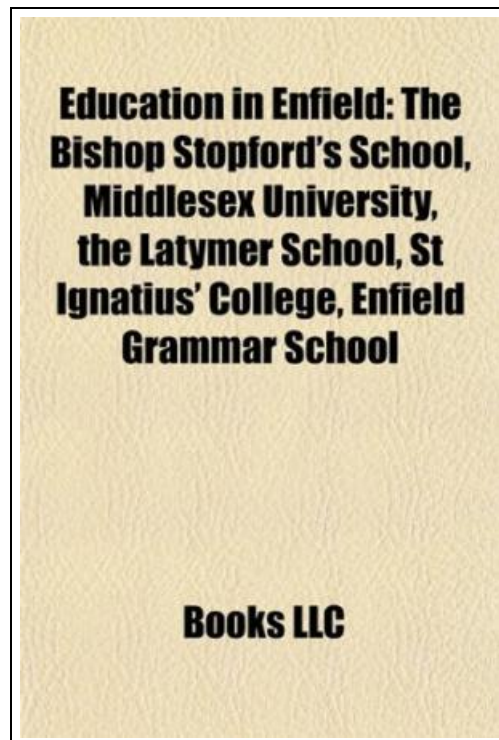 Education in Enfield: The
Bishop Stopford's School,
Middlesex University,
the Latymer School, St
Ignatius' College, Enfield
Grammar School
Books LLC